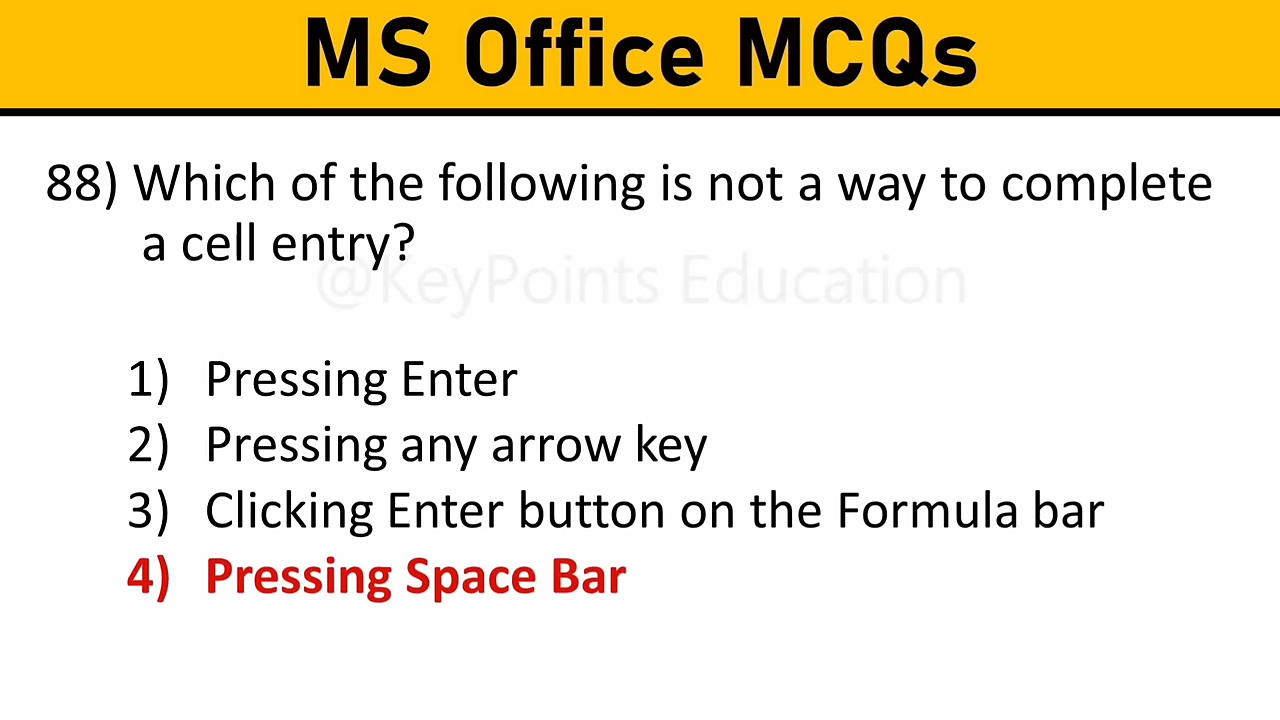 MS Office MCQs
88) Which of the following is not a way to complete
a cell entry?
@KeyPoints Education
1) Pressing Enter
2) Pressing any arrow key
3) Clicking Enter button on the Formula bar
4) Pressing Space Bar